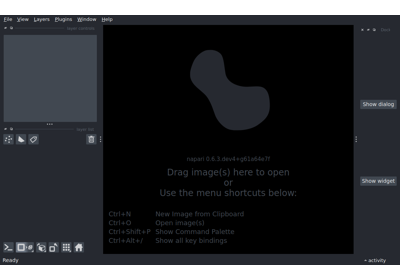 File View Layers Plugins Window Help
layer controls
layer list
napari 0.6.3.dev4+g61a64e7f
Drag image(s) here to open
or
Use the menu shortcuts below:
Ctrl+N New Image from Clipboard
Ctrl+O Open image(s)
Ctrl+Shift+P Show Command Palette
Ctrl+Alt+/ Show all key bindings
Show dialog
Show widget
Ready
activity